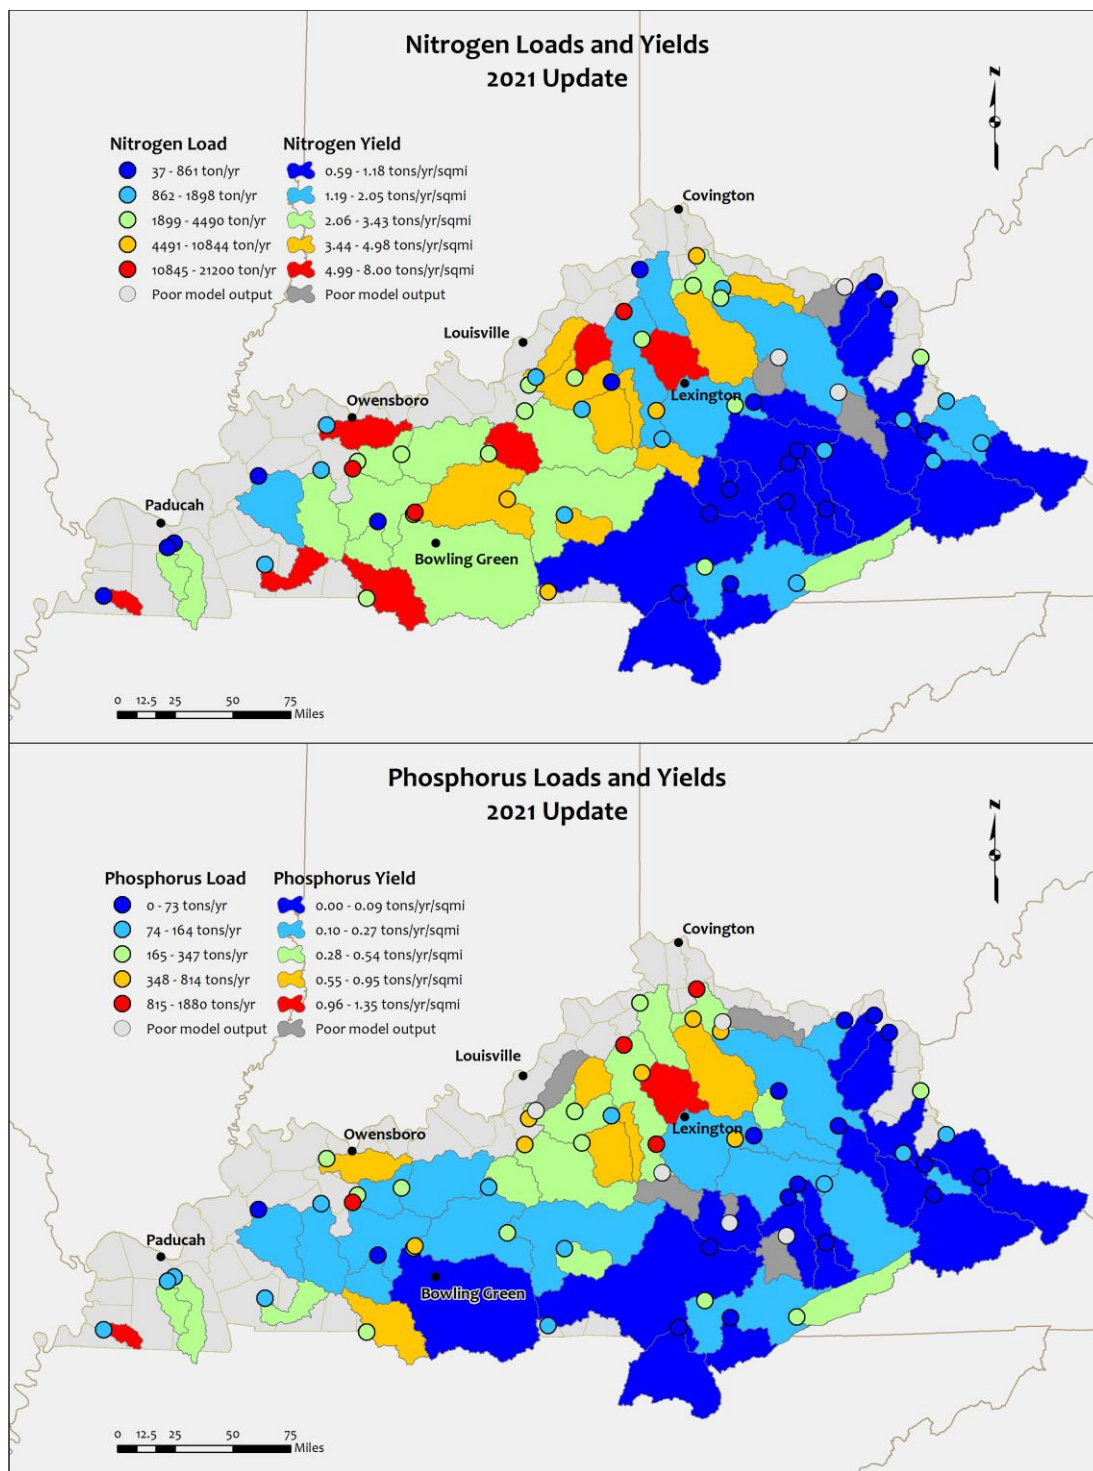 Nitrogen Loads and Yields
2021 Update
N
Nitrogen Load
37 - 861 ton/yr
862 - 1898 ton/yr
1899 - 4490 ton/yr
4491 - 10844 ton/yr
10845 - 21200 ton/yr
Poor model output
Nitrogen Yield
0.59 - 1.18 tons/yr/sqmi
1.19 - 2.05 tons/yr/sqmi
2.06 - 3.43 tons/yr/sqmi
3.44 - 4.98 tons/yr/sqmi
4.99 - 8.00 tons/yr/sqmi
Poor model output
Covington
Louisville
Lexington
Owensboro
Paducah
Bowling Green
0 12.5 25 50 75
Miles
Phosphorus Loads and Yields
2021 Update
N
Phosphorus Load
0 - 73 tons/yr
74 - 164 tons/yr
165 - 347 tons/yr
348 - 814 tons/yr
815 - 1880 tons/yr
Poor model output
Phosphorus Yield
0.00 - 0.09 tons/yr/sqmi
0.10 - 0.27 tons/yr/sqmi
0.28 - 0.54 tons/yr/sqmi
0.55 - 0.95 tons/yr/sqmi
0.96 - 1.35 tons/yr/sqmi
Poor model output
Covington
Louisville
Lexington
Owensboro
Paducah
Bowling Green
0 12.5 25 50 75
Miles